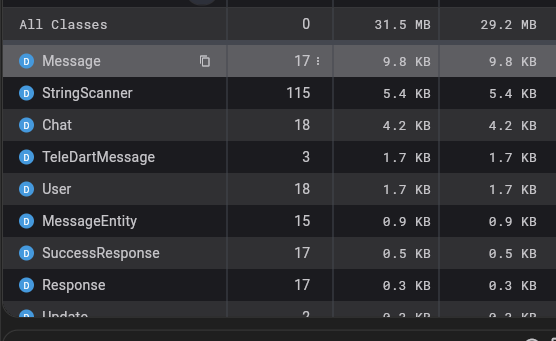 All Classes 0 31.5 MB 29.2 MB
D Message 17 9.8 KB 9.8 KB
D StringScanner 115 5.4 KB 5.4 KB
D Chat 18 4.2 KB 4.2 KB
D TeleDartMessage 3 1.7 KB 1.7 KB
D User 18 1.7 KB 1.7 KB
D MessageEntity 15 0.9 KB 0.9 KB
D SuccessResponse 17 0.5 KB 0.5 KB
D Response 17 0.3 KB 0.3 KB
D Update 2